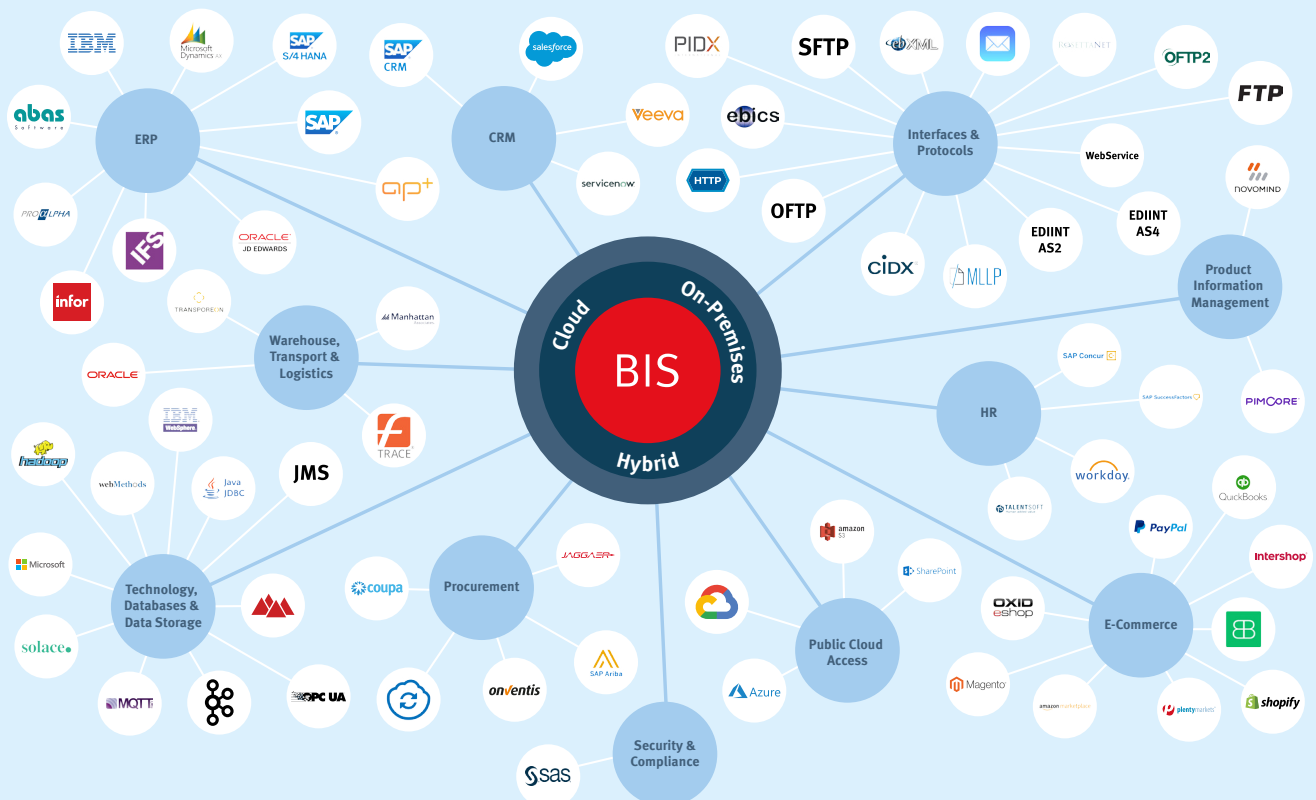 IBM
Microsoft
Dynamics AX
SAP
S/4 HANA
abas
Software
ERP
SAP
ap+
PROALPHA
IFS
ORACLE
JD EDWARDS
infor
SAP
CRM
salesforce
CRM
veeva
servicenow
PIDX
SFTP
ebXML
OFTP2
FTP
ebics
Interfaces &
Protocols
WebService
HTTP
OFTP
EDIINT
AS2
EDIINT
AS4
CIDX
MLLP
NOVOMIND
Product
Information
Management
PIMCORE
TRANSPOREON
Manhattan
Warehouse,
Transport &
Logistics
ORACLE
TRACE
Cloud
On-Premises
Hybrid
BIS
SAP Concur C
HR
SAP SuccessFactors
workday.
TALENTSOFT
IBM
WebSphere
hadoop
webMethods
Java
JDBC
JMS
Microsoft
Technology,
Databases &
Data Storage
solace.
MQTT
OPC UA
coupa
Procurement
JAGGAER
onventis
SAP Ariba
Security &
Compliance
sas
amazon
S3
SharePoint
Public Cloud
Access
Azure
QuickBooks
PayPal
Intershop
OXID
eshop
E-Commerce
Magento
amazon marketplace
plentymarkets
shopify